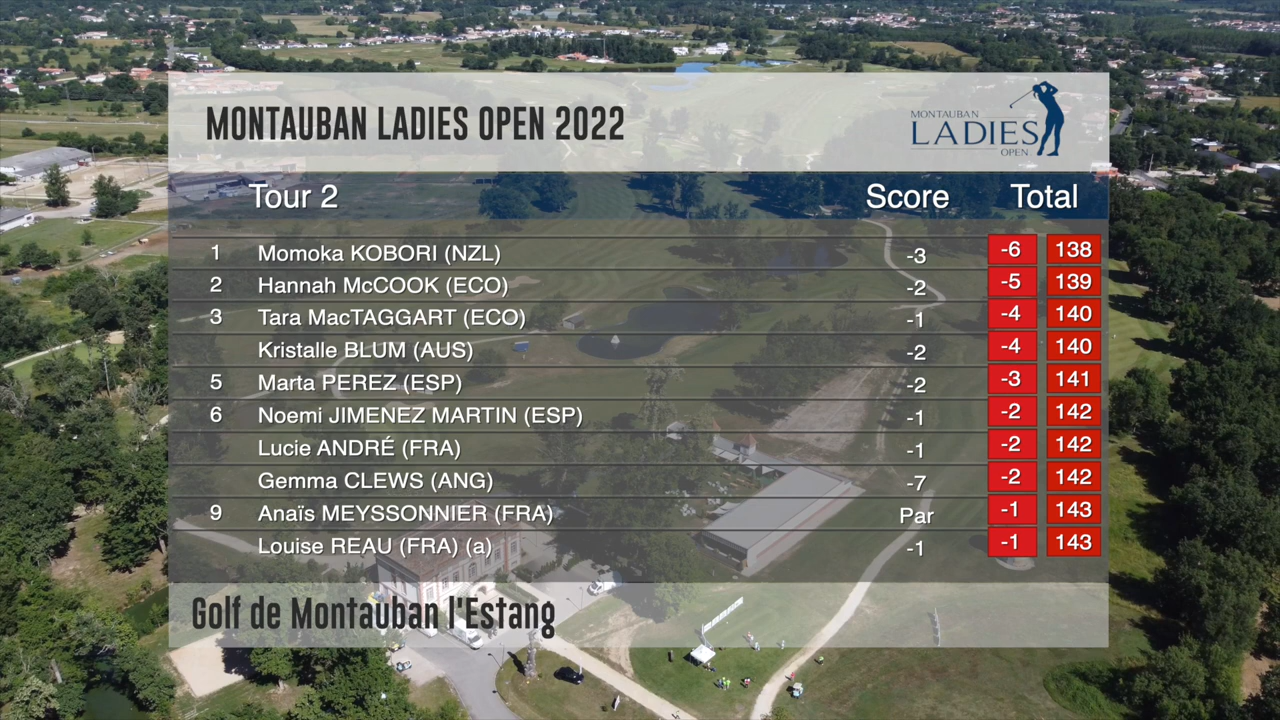 MONTAUBAN LADIES OPEN 2022
MONTAUBAN
LADIES
OPEN
Tour 2 Score Total
1 Momoka KOBORI (NZL) -3 -6 138
2 Hannah McCOOK (ECO) -2 -5 139
3 Tara MacTAGGART (ECO) -1 -4 140
Kristalle BLUM (AUS) -2 -4 140
5 Marta PEREZ (ESP) -2 -3 141
6 Noemi JIMENEZ MARTIN (ESP) -1 -2 142
Lucie ANDRÉ (FRA) -1 -2 142
Gemma CLEWS (ANG) -7 -2 142
9 Anaïs MEYSSONNIER (FRA) Par -1 143
Louise REAU (FRA) (a) -1 -1 143
Golf de Montauban l'Estang